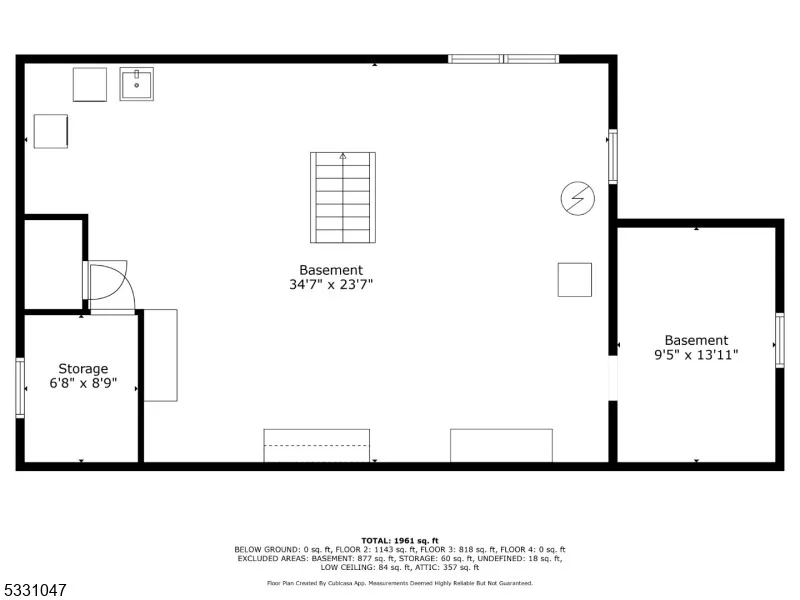 Basement
34'7" x 23'7"
Basement
9'5" x 13'11"
Storage
6'8" x 8'9"
TOTAL: 1961 sq. ft
BELOW GROUND: 0 sq. ft, FLOOR 2: 1143 sq. ft, FLOOR 3: 818 sq. ft, FLOOR 4: 0 sq. ft
EXCLUDED AREAS: BASEMENT: 877 sq. ft, STORAGE: 60 sq. ft, UNDEFINED: 18 sq. ft,
LOW CEILING: 84 sq. ft, ATTIC: 357 sq. ft
Floor Plan Created By Cubicasa App. Measurements Deemed Highly Reliable But Not Guaranteed.
5331047